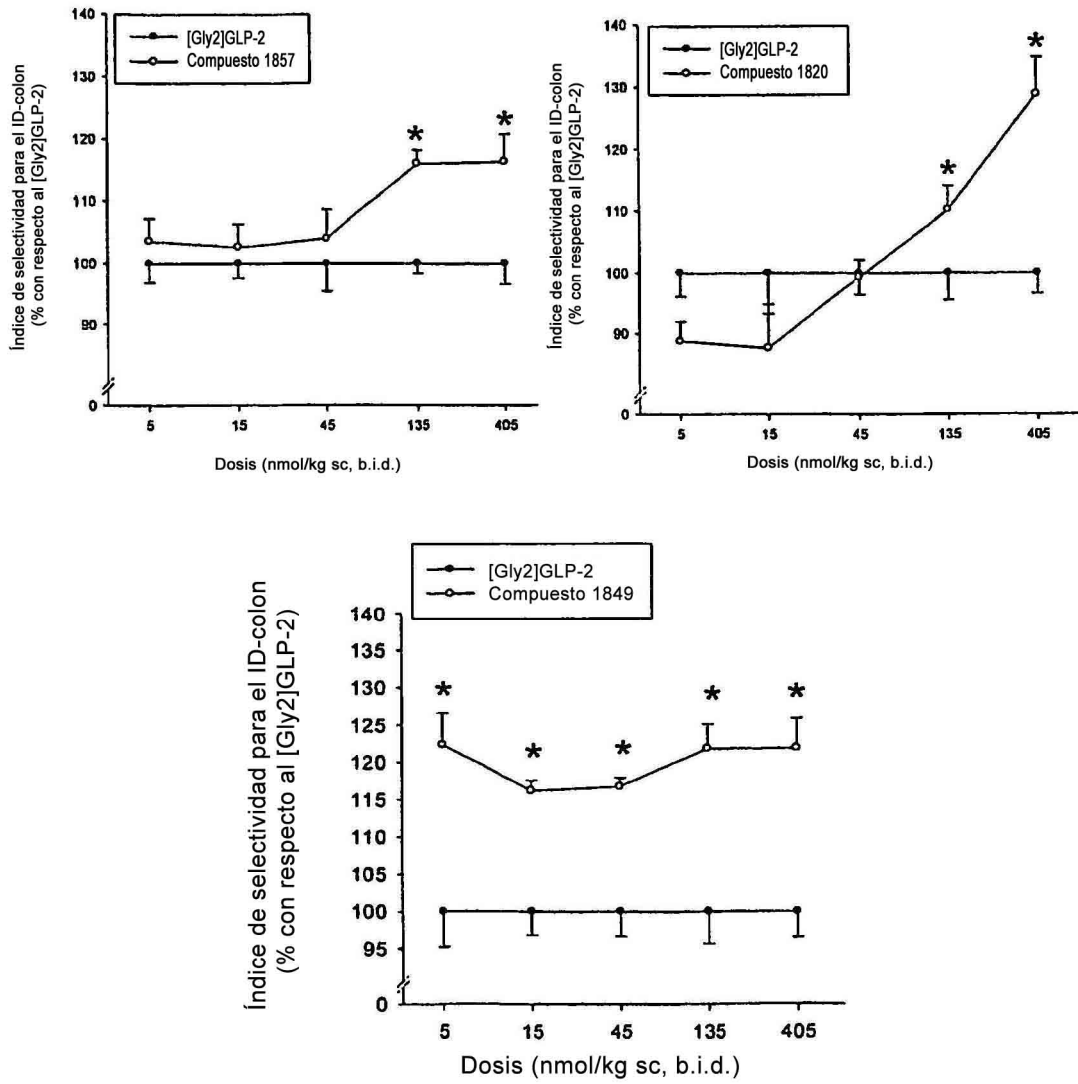 [Gly2]GLP-2
Compuesto 1857
Índice de selectividad para el ID-colon
(% con respecto al [Gly2]GLP-2)
140
130
120
110
100
90
0
*
*
5 15 45 135 405
Dosis (nmol/kg sc, b.i.d.)
[Gly2]GLP-2
Compuesto 1820
Índice de selectividad para el ID-colon
(% con respecto al [Gly2]GLP-2)
140
130
120
110
100
90
0
*
*
5 15 45 135 405
Dosis (nmol/kg sc, b.i.d.)
[Gly2]GLP-2
Compuesto 1849
Índice de selectividad para el ID-colon
(% con respecto al [Gly2]GLP-2)
140
135
130
125
120
115
110
105
100
95
0
* * * * *
5 15 45 135 405
Dosis (nmol/kg sc, b.i.d.)